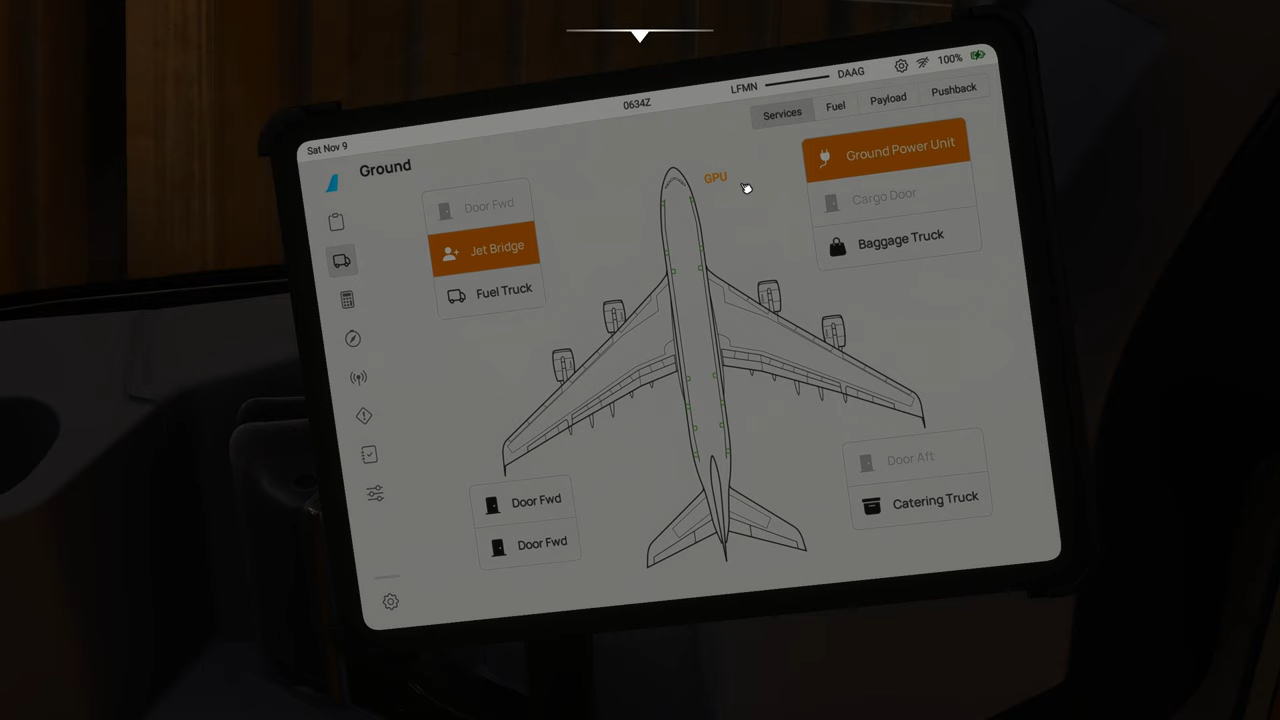 Sat Nov 9
0634Z
LFMN
DAAG
100%
Ground
Services
Fuel
Payload
Pushback
Door Fwd
Jet Bridge
Fuel Truck
GPU
Ground Power Unit
Cargo Door
Baggage Truck
Door Fwd
Door Fwd
Door Aft
Catering Truck